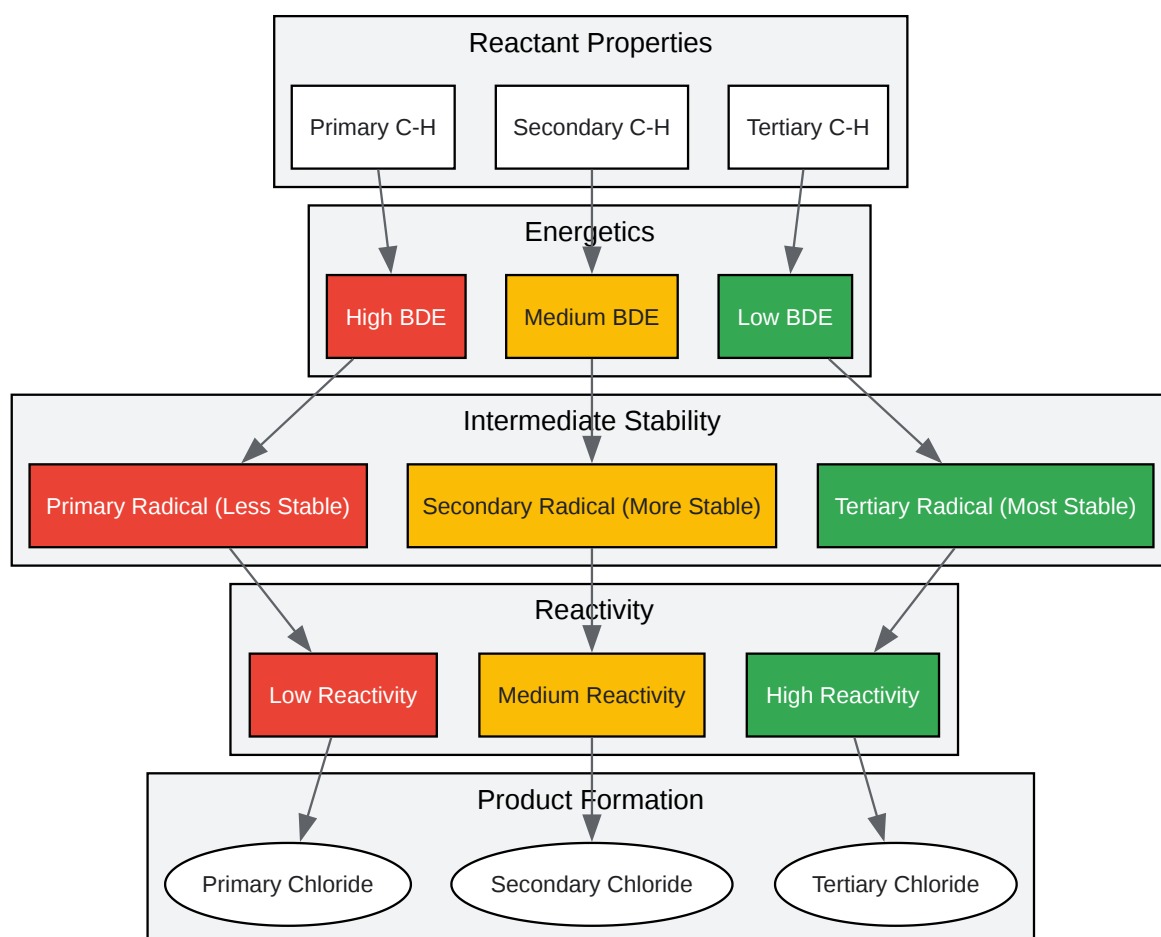 Reactant Properties
Primary C-H
Secondary C-H
Tertiary C-H
Energetics
High BDE
Medium BDE
Low BDE
Intermediate Stability
Primary Radical (Less Stable)
Secondary Radical (More Stable)
Tertiary Radical (Most Stable)
Reactivity
Low Reactivity
Medium Reactivity
High Reactivity
Product Formation
Primary Chloride
Secondary Chloride
Tertiary Chloride